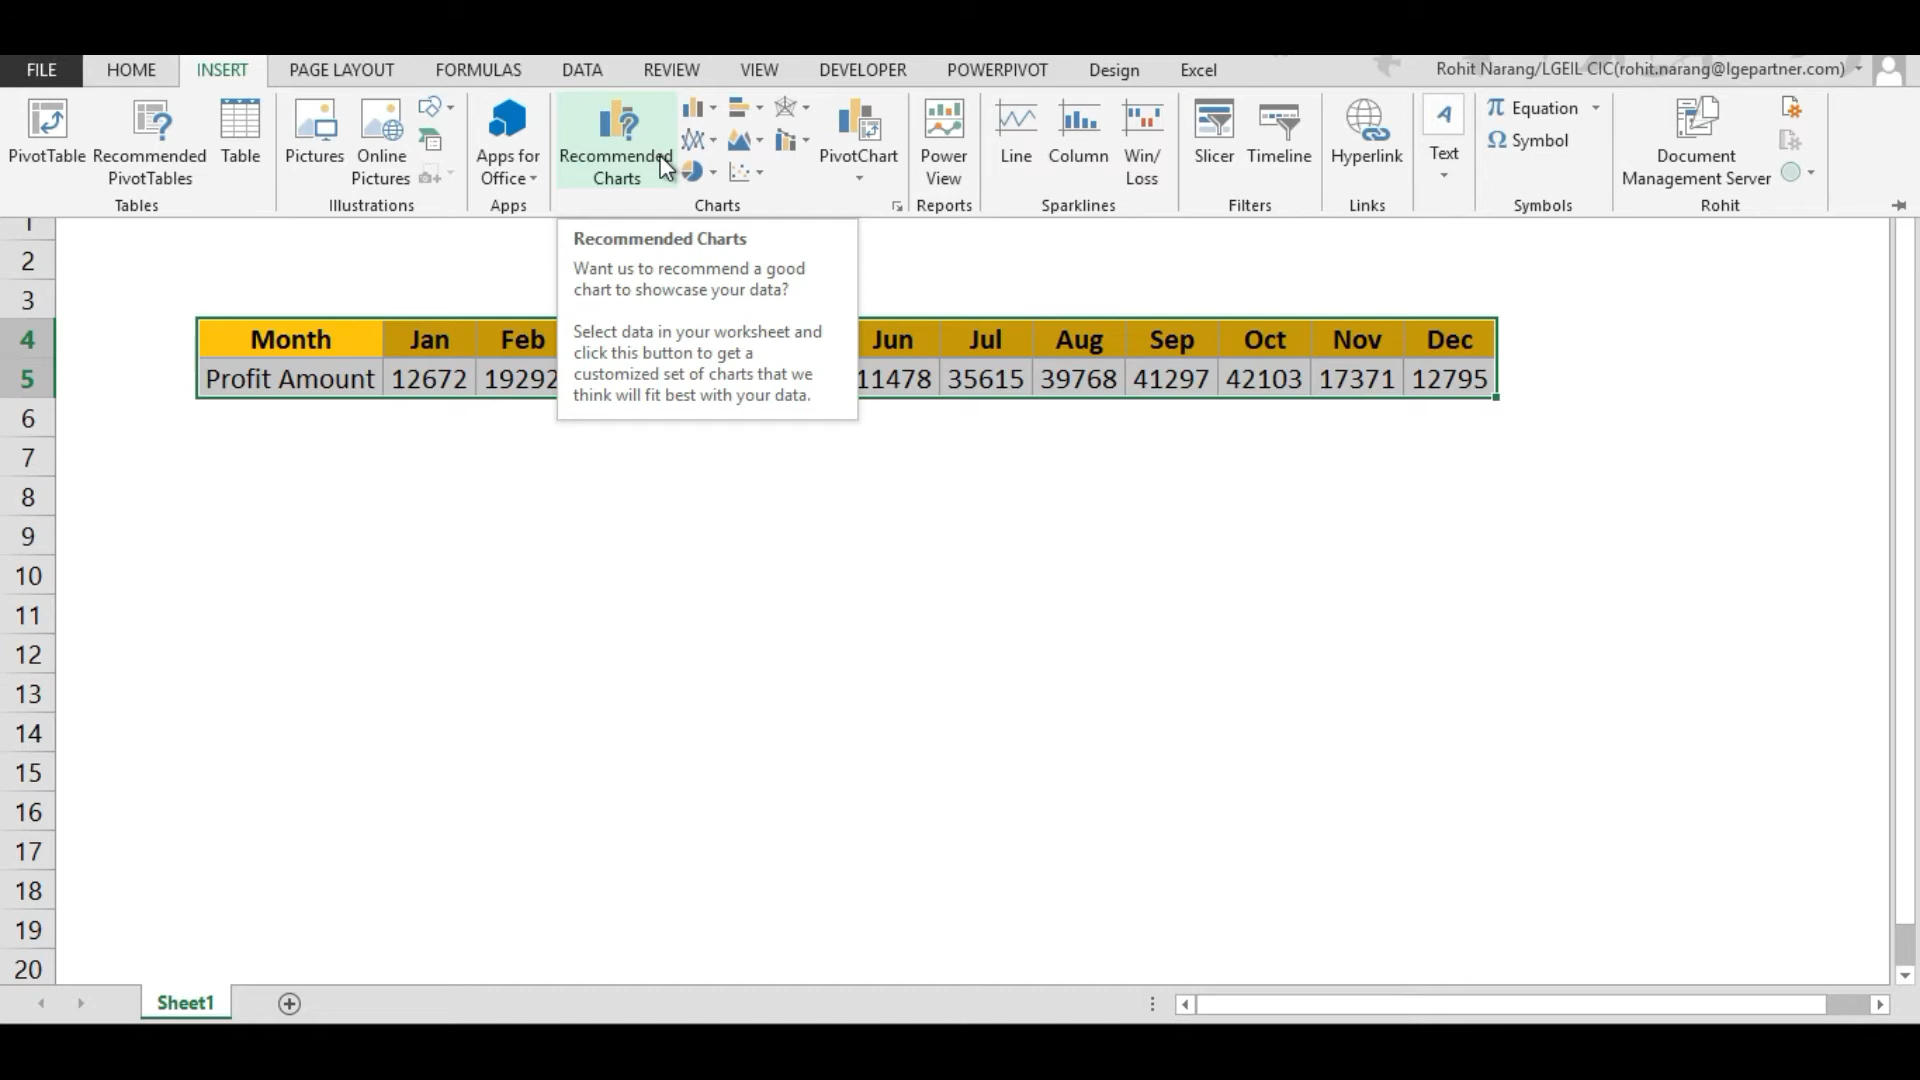 FILE HOME INSERT PAGE LAYOUT FORMULAS DATA REVIEW VIEW DEVELOPER POWERPIVOT Design Excel Rohit Narang/LGEIL CIC(rohit.narang@lgepartner.com)
PivotTable
Recommended
PivotTables
Table
Tables
Pictures
Online
Pictures
Illustrations
Apps for
Office
Apps
Recommended
Charts
PivotChart
Charts
Power
View
Reports
Line
Column
Win/
Loss
Sparklines
Slicer
Timeline
Filters
Hyperlink
Links
A
Text
π Equation
Ω Symbol
Symbols
Document
Management Server
Rohit
Recommended Charts
Want us to recommend a good
chart to showcase your data?
Select data in your worksheet and
click this button to get a
customized set of charts that we
think will fit best with your data.
1
2
3
4 Month Jan Feb Jun Jul Aug Sep Oct Nov Dec
5 Profit Amount 12672 19292 11478 35615 39768 41297 42103 17371 12795
6
7
8
9
10
11
12
13
14
15
16
17
18
19
20
Sheet1